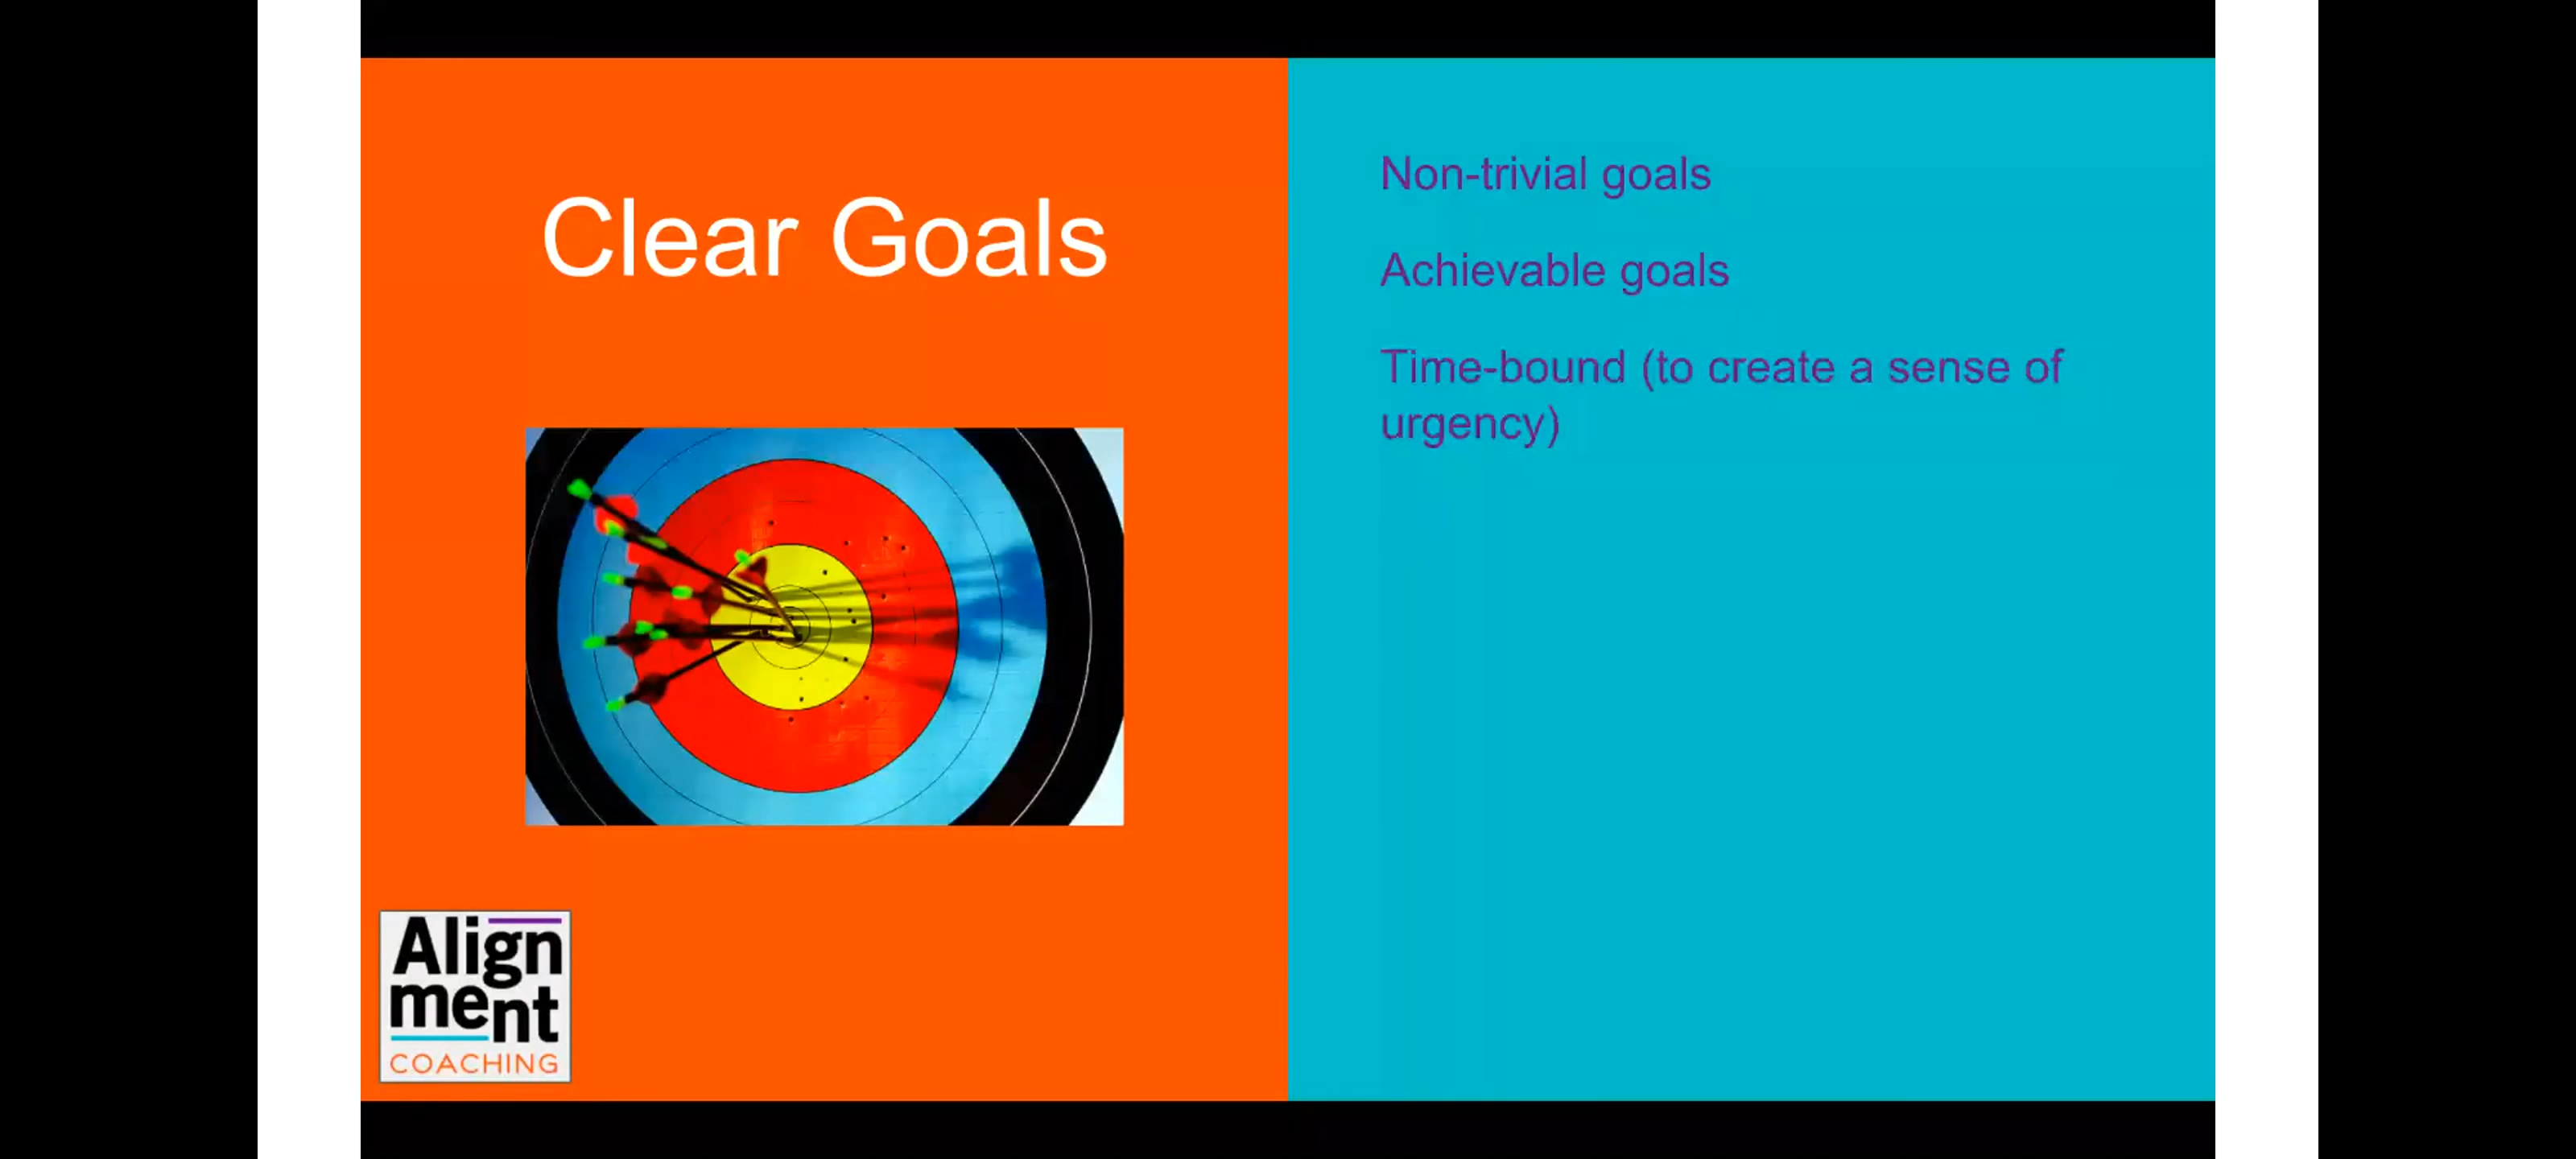 Clear Goals
Non-trivial goals
Achievable goals
Time-bound (to create a sense of
urgency)
Align
ment
COACHING